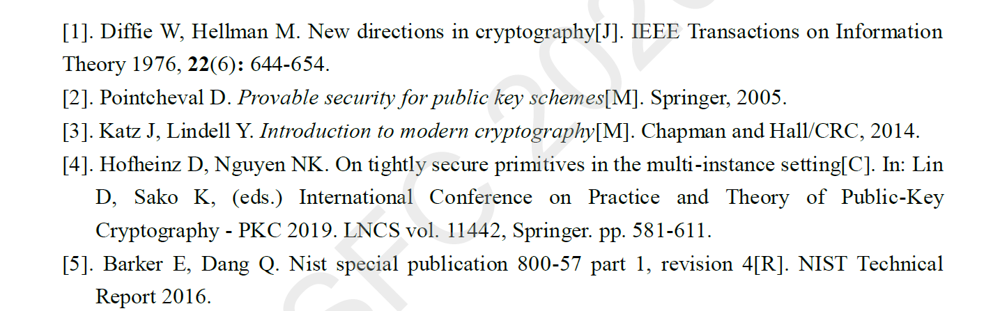 [1]. Diffie W, Hellman M. New directions in cryptography[J]. IEEE Transactions on Information
Theory 1976, 22(6): 644-654.
[2]. Pointcheval D. Provable security for public key schemes[M]. Springer, 2005.
[3]. Katz J, Lindell Y. Introduction to modern cryptography[M]. Chapman and Hall/CRC, 2014.
[4]. Hofheinz D, Nguyen NK. On tightly secure primitives in the multi-instance setting[C]. In: Lin
D, Sako K, (eds.) International Conference on Practice and Theory of Public-Key
Cryptography - PKC 2019. LNCS vol. 11442, Springer. pp. 581-611.
[5]. Barker E, Dang Q. Nist special publication 800-57 part 1, revision 4[R]. NIST Technical
Report 2016.